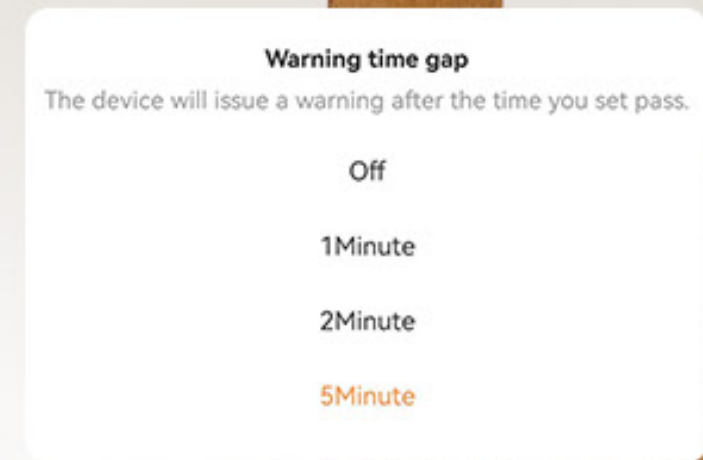 Warning time gap
The device will issue a warning after the time you set pass.
Off
1Minute
2Minute
5Minute